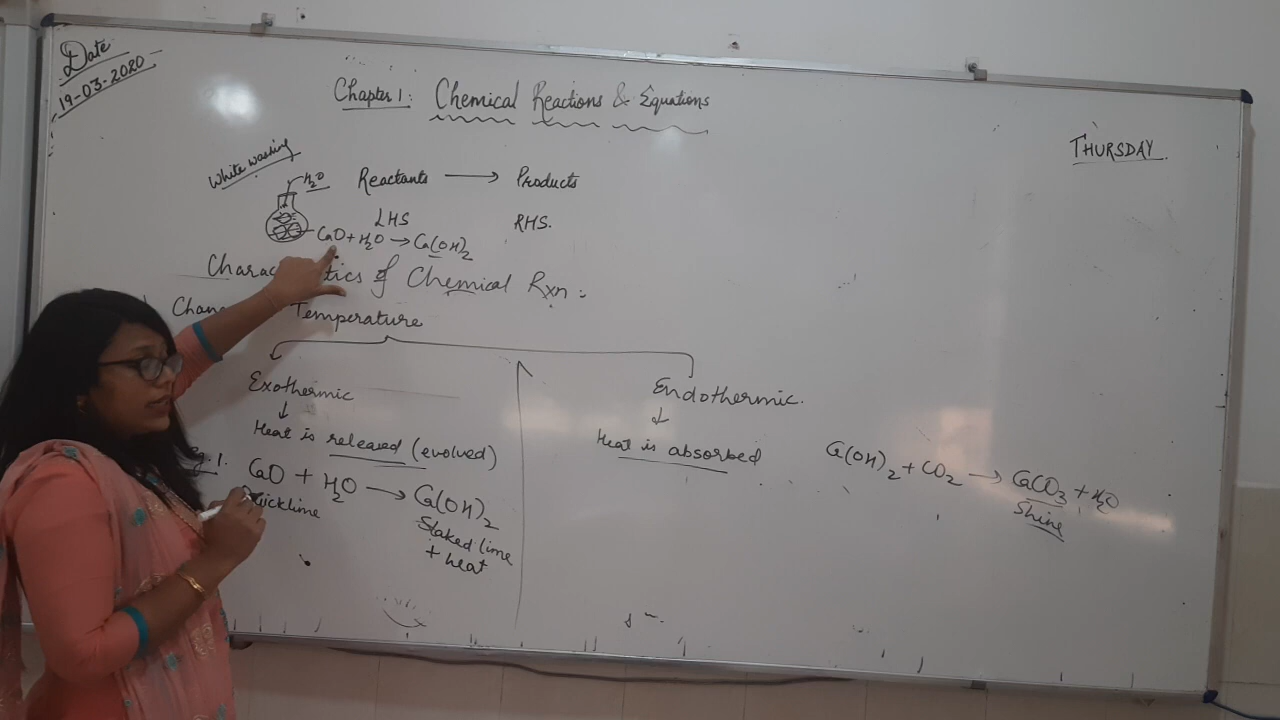 Date
19-03-2020
Chapter 1: Chemical Reactions & Equations
THURSDAY
White washing
H₂O
Reactants ⟶ Products
LHS RHS.
CaO + H₂O → Ca(OH)₂
of Chemical Rxn:
Temperature
Exothermic
↓
Heat is released (evolved)
1.
CaO + H₂O ⟶ Ca(OH)₂
Slaked lime
+ heat
Endothermic.
↓
Heat is absorbed
Ca(OH)₂ + CO₂ ⟶ CaCO₃ + H₂O
Shine